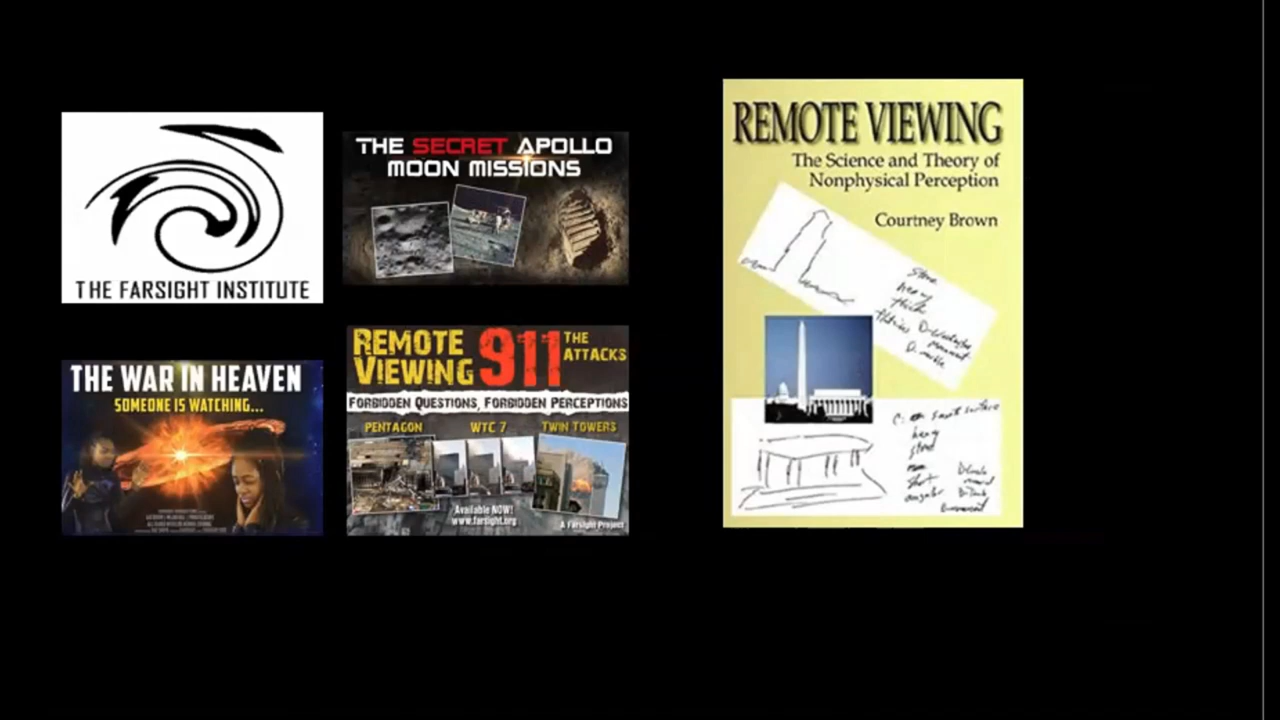 THE FARSIGHT INSTITUTE
THE SECRET APOLLO
MOON MISSIONS
THE WAR IN HEAVEN
SOMEONE IS WATCHING...
REMOTE
VIEWING
911
THE
ATTACKS
FORBIDDEN QUESTIONS, FORBIDDEN PERCEPTIONS
PENTAGON
WTC 7
TWIN TOWERS
Available NOW!
www.farsight.org
A Farsight Project
REMOTE VIEWING
The Science and Theory of
Nonphysical Perception
Courtney Brown
heavy
thick
heavy